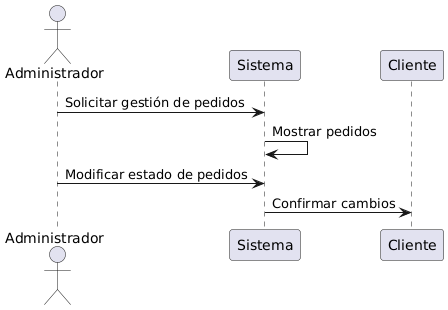 Administrador
Sistema
Cliente
Solicitar gestión de pedidos
Mostrar pedidos
Modificar estado de pedidos
Confirmar cambios
Administrador
Sistema
Cliente